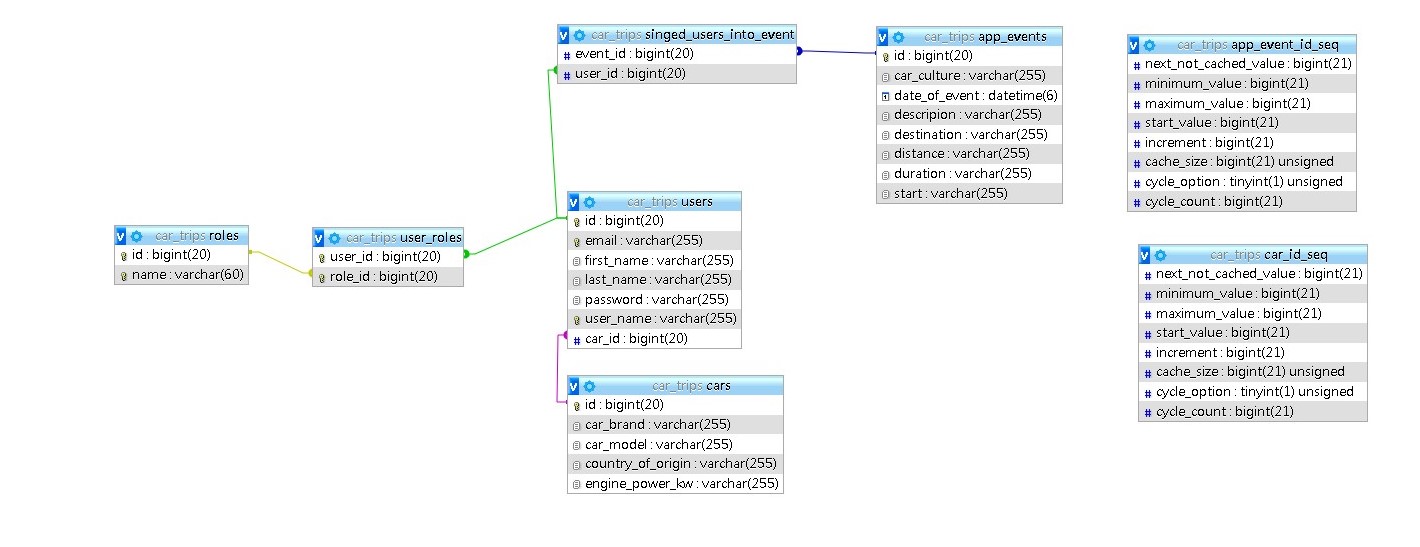 car_trips roles
id : bigint(20)
name : varchar(60)
car_trips user_roles
user_id : bigint(20)
role_id : bigint(20)
car_trips singed_users_into_event
event_id : bigint(20)
user_id : bigint(20)
car_trips users
id : bigint(20)
email : varchar(255)
first_name : varchar(255)
last_name : varchar(255)
password : varchar(255)
user_name : varchar(255)
car_id : bigint(20)
car_trips cars
id : bigint(20)
car_brand : varchar(255)
car_model : varchar(255)
country_of_origin : varchar(255)
engine_power_kw : varchar(255)
car_trips app_events
id : bigint(20)
car_culture : varchar(255)
date_of_event : datetime(6)
descripion : varchar(255)
destination : varchar(255)
distance : varchar(255)
duration : varchar(255)
start : varchar(255)
car_trips app_event_id_seq
next_not_cached_value : bigint(21)
minimum_value : bigint(21)
maximum_value : bigint(21)
start_value : bigint(21)
increment : bigint(21)
cache_size : bigint(21) unsigned
cycle_option : tinyint(1) unsigned
cycle_count : bigint(21)
car_trips car_id_seq
next_not_cached_value : bigint(21)
minimum_value : bigint(21)
maximum_value : bigint(21)
start_value : bigint(21)
increment : bigint(21)
cache_size : bigint(21) unsigned
cycle_option : tinyint(1) unsigned
cycle_count : bigint(21)